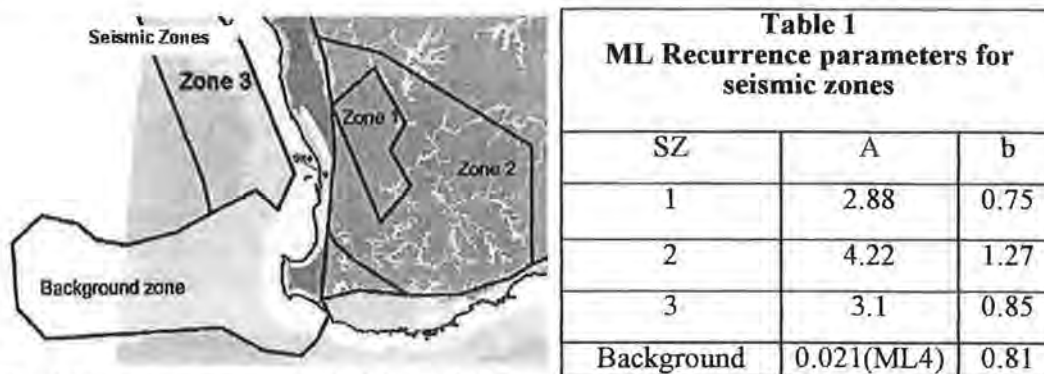 Seismic Zones
Zone 3
Zone 1
Zone 2
Background zone
Table 1
ML Recurrence parameters for
seismic zones
SZ A b
1 2.88 0.75
2 4.22 1.27
3 3.1 0.85
Background 0.021(ML4) 0.81